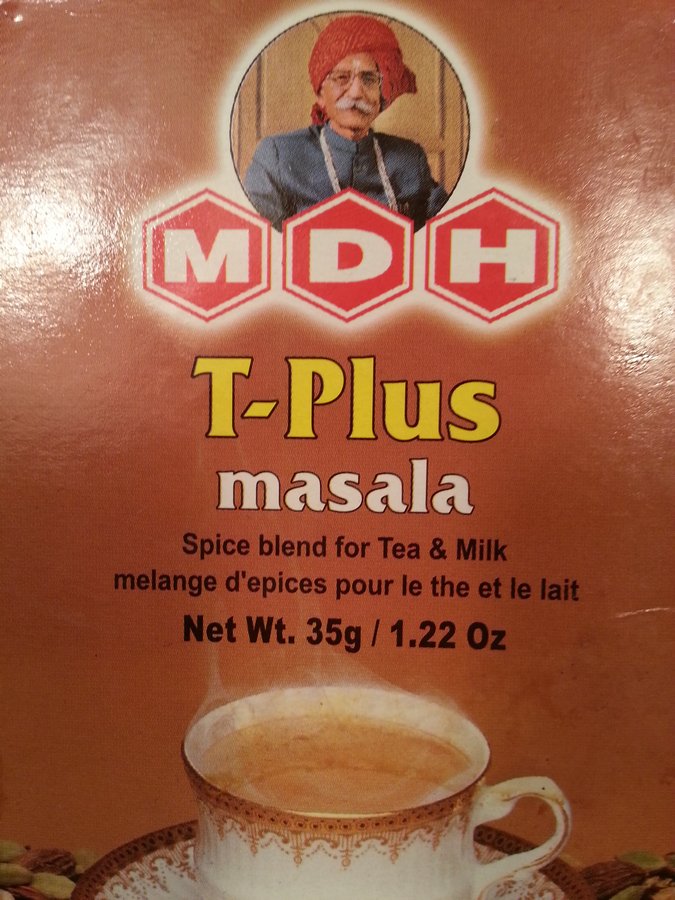 MDH
T-Plus
masala
Spice blend for Tea & Milk
melange d'epices pour le the et le lait
Net Wt. 35g / 1.22 Oz